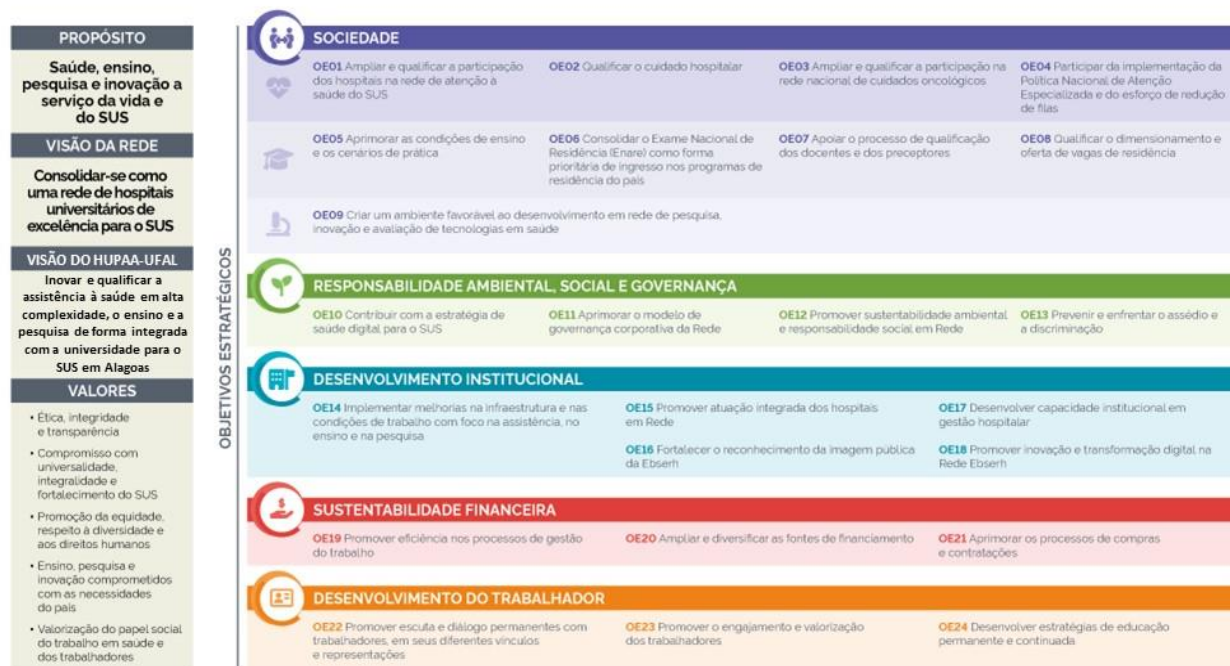 PROPÓSITO
Saúde, ensino,
pesquisa e inovação a
serviço da vida e
do SUS
VISÃO DA REDE
Consolidar-se como
uma rede de hospitais
universitários de
excelência para o SUS
VISÃO DO HUPAA-UFAL
Inovar e qualificar a
assistência à saúde em alta
complexidade, o ensino e a
pesquisa de forma integrada
com a universidade para o
SUS em Alagoas
VALORES
• Ética, integridade
e transparência
• Compromisso com
universalidade,
integralidade e
fortalecimento do SUS
• Promoção da equidade,
respeito à diversidade e
aos direitos humanos
• Ensino, pesquisa e
inovação comprometidos
com as necessidades
do país
• Valorização do papel social
do trabalho em saúde e
dos trabalhadores
OBJETIVOS ESTRATÉGICOS
SOCIEDADE
OE01 Ampliar e qualificar a participação
dos hospitais na rede de atenção à
saúde do SUS
OE02 Qualificar o cuidado hospitalar
OE03 Ampliar e qualificar a participação na
rede nacional de cuidados oncológicos
OE04 Participar da implementação da
Política Nacional de Atenção
Especializada e do esforço de redução
de filas
OE05 Aprimorar as condições de ensino
e os cenários de prática
OE06 Consolidar o Exame Nacional de
Residência (Enare) como forma
prioritária de ingresso nos programas de
residência do país
OE07 Apoiar o processo de qualificação
dos docentes e dos preceptores
OE08 Qualificar o dimensionamento e
oferta de vagas de residência
OE09 Criar um ambiente favorável ao desenvolvimento em rede de pesquisa,
inovação e avaliação de tecnologias em saúde
RESPONSABILIDADE AMBIENTAL, SOCIAL E GOVERNANÇA
OE10 Contribuir com a estratégia de
saúde digital para o SUS
OE11 Aprimorar o modelo de
governança corporativa da Rede
OE12 Promover sustentabilidade ambiental
e responsabilidade social em Rede
OE13 Prevenir e enfrentar o assédio e
a discriminação
DESENVOLVIMENTO INSTITUCIONAL
OE14 Implementar melhorias na infraestrutura e nas
condições de trabalho com foco na assistência, no
ensino e na pesquisa
OE15 Promover atuação integrada dos hospitais
em Rede
OE16 Fortalecer o reconhecimento da imagem pública
da Ebserh
OE17 Desenvolver capacidade institucional em
gestão hospitalar
OE18 Promover inovação e transformação digital na
Rede Ebserh
SUSTENTABILIDADE FINANCEIRA
OE19 Promover eficiência nos processos de gestão
do trabalho
OE20 Ampliar e diversificar as fontes de financiamento
OE21 Aprimorar os processos de compras
e contratações
DESENVOLVIMENTO DO TRABALHADOR
OE22 Promover escuta e diálogo permanentes com
trabalhadores, em seus diferentes vínculos
e representações
OE23 Promover o engajamento e valorização
dos trabalhadores
OE24 Desenvolver estratégias de educação
permanente e continuada